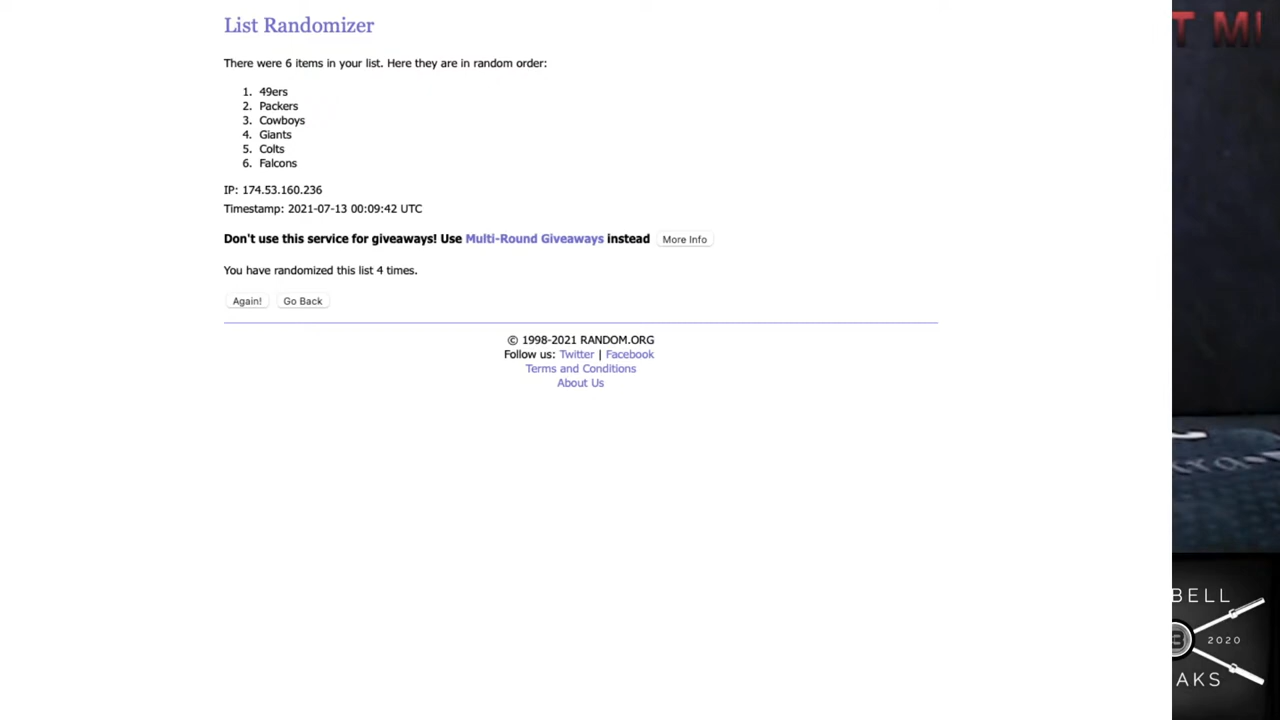 List Randomizer
There were 6 items in your list. Here they are in random order:
1. 49ers
2. Packers
3. Cowboys
4. Giants
5. Colts
6. Falcons
IP: 174.53.160.236
Timestamp: 2021-07-13 00:09:42 UTC
Don't use this service for giveaways! Use Multi-Round Giveaways instead More Info
You have randomized this list 4 times.
Again! Go Back
© 1998-2021 RANDOM.ORG
Follow us: Twitter | Facebook
Terms and Conditions
About Us
BELL
2020
AKS